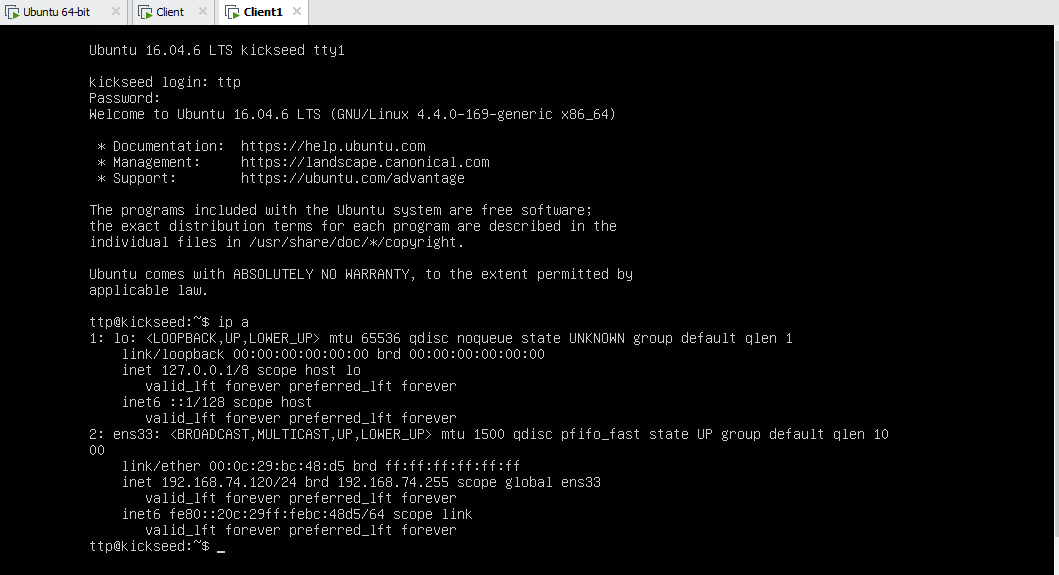 Ubuntu 64-bit Client Client1
Ubuntu 16.04.6 LTS kickseed tty1
kickseed login: ttp
Password:
Welcome to Ubuntu 16.04.6 LTS (GNU/Linux 4.4.0-169-generic x86_64)
* Documentation:  https://help.ubuntu.com
* Management:     https://landscape.canonical.com
* Support:        https://ubuntu.com/advantage
The programs included with the Ubuntu system are free software;
the exact distribution terms for each program are described in the
individual files in /usr/share/doc/*/copyright.
Ubuntu comes with ABSOLUTELY NO WARRANTY, to the extent permitted by
applicable law.
ttp@kickseed:~$ ip a
1: lo: <LOOPBACK,UP,LOWER_UP> mtu 65536 qdisc noqueue state UNKNOWN group default qlen 1
link/loopback 00:00:00:00:00:00 brd 00:00:00:00:00:00
inet 127.0.0.1/8 scope host lo
valid_lft forever preferred_lft forever
inet6 ::1/128 scope host
valid_lft forever preferred_lft forever
2: ens33: <BROADCAST,MULTICAST,UP,LOWER_UP> mtu 1500 qdisc pfifo_fast state UP group default qlen 10
00
link/ether 00:0c:29:bc:48:d5 brd ff:ff:ff:ff:ff:ff
inet 192.168.74.120/24 brd 192.168.74.255 scope global ens33
valid_lft forever preferred_lft forever
inet6 fe80::20c:29ff:febc:48d5/64 scope link
valid_lft forever preferred_lft forever
ttp@kickseed:~$ _